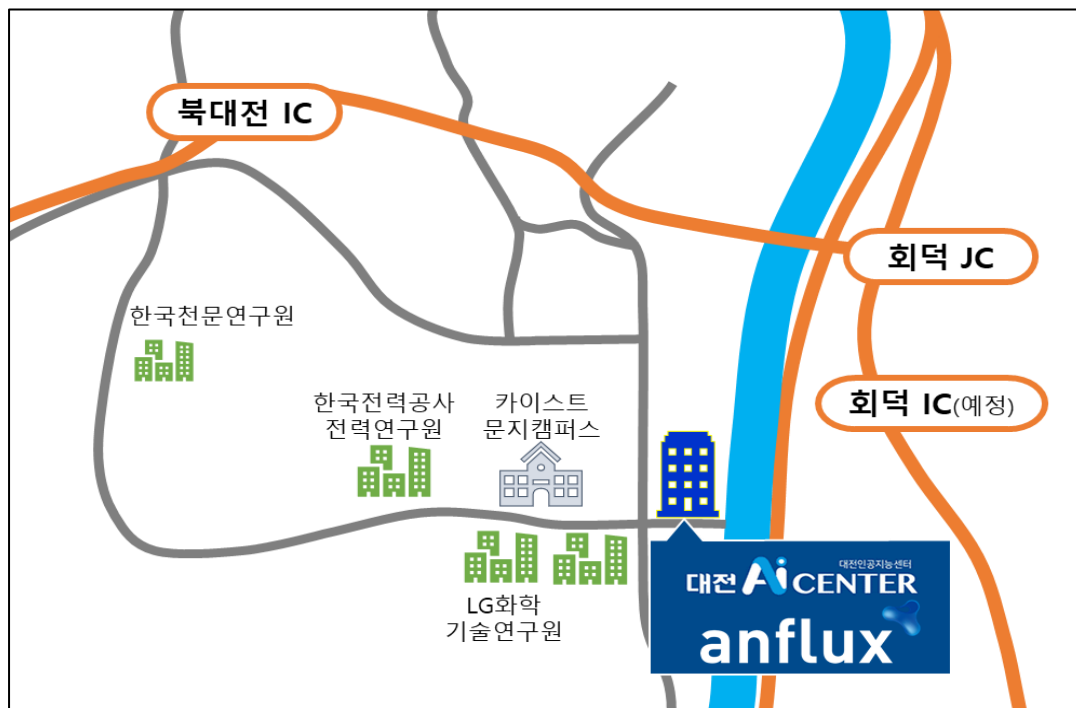 북대전 IC
회덕 JC
한국천문연구원
회덕 IC(예정)
한국전력공사
전력연구원
카이스트
문지캠퍼스
LG화학
기술연구원
대전인공지능센터
대전 Ai CENTER
anflux